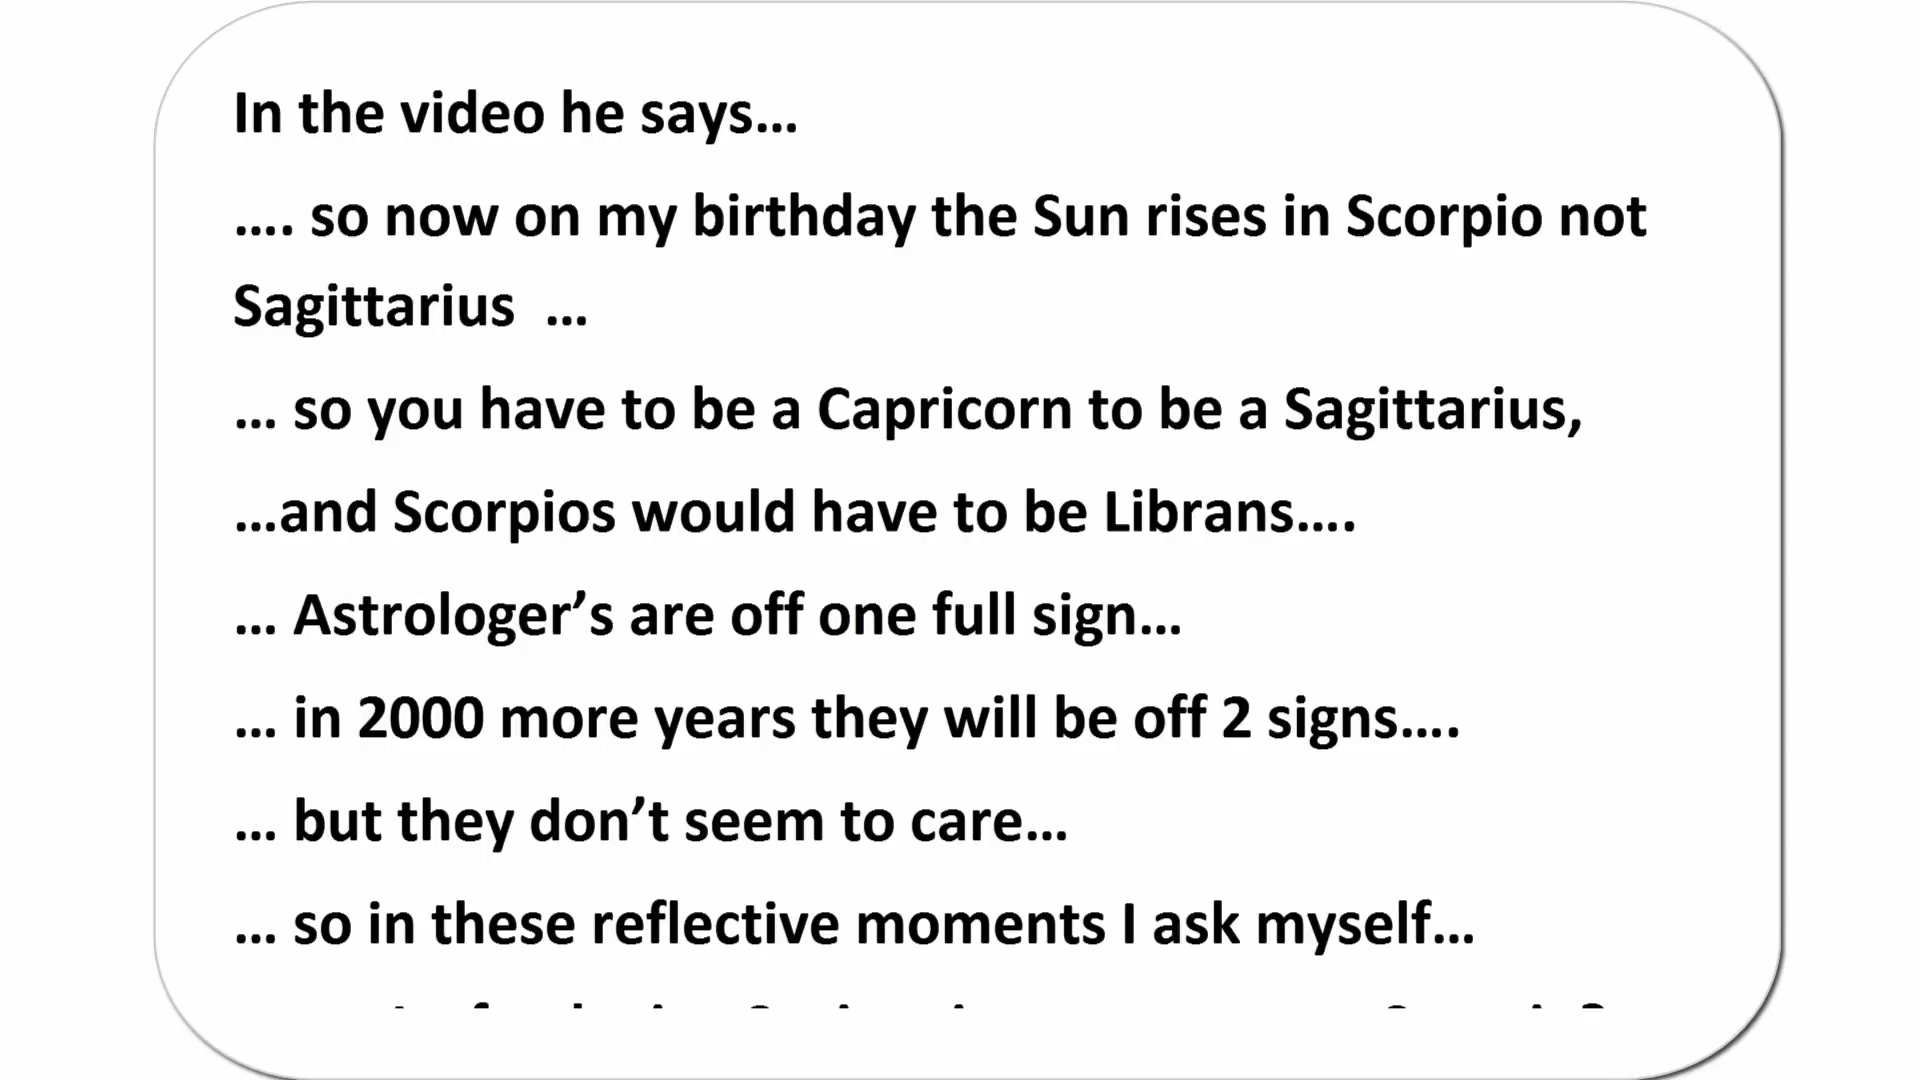 In the video he says…
…. so now on my birthday the Sun rises in Scorpio not
Sagittarius  …
… so you have to be a Capricorn to be a Sagittarius,
…and Scorpios would have to be Librans….
… Astrologer’s are off one full sign…
… in 2000 more years they will be off 2 signs….
… but they don’t seem to care…
… so in these reflective moments I ask myself…